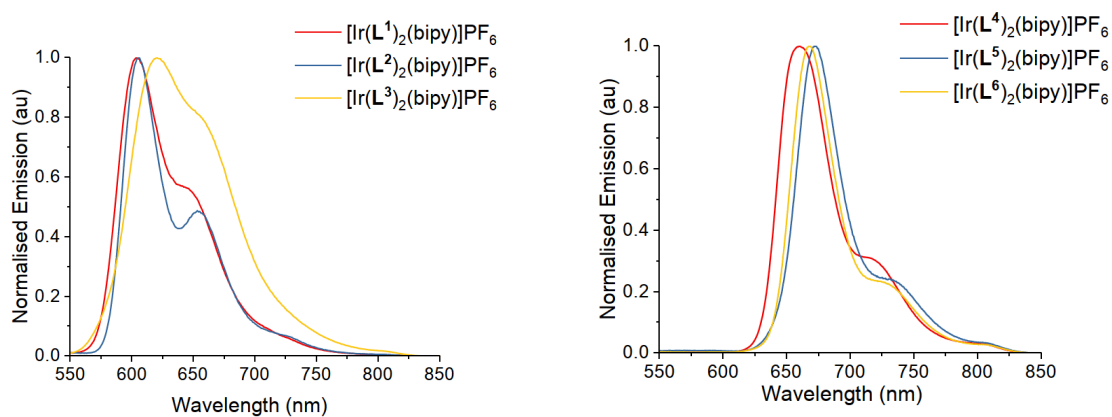 [Ir(L¹)₂(bipy)]PF₆
[Ir(L²)₂(bipy)]PF₆
[Ir(L³)₂(bipy)]PF₆
1.0
0.8
0.6
0.4
0.2
0.0
Normalised Emission (au)
550 600 650 700 750 800 850
Wavelength (nm)
[Ir(L⁴)₂(bipy)]PF₆
[Ir(L⁵)₂(bipy)]PF₆
[Ir(L⁶)₂(bipy)]PF₆
1.0
0.8
0.6
0.4
0.2
0.0
Normalised Emission (au)
550 600 650 700 750 800 850
Wavelength (nm)